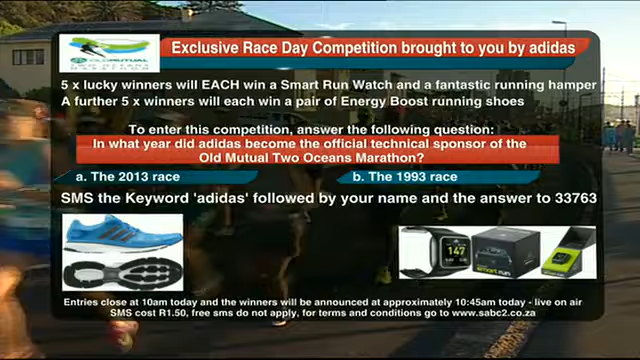 OLDMUTUAL
TWO OCEANS MARATHON
Exclusive Race Day Competition brought to you by adidas
5 x lucky winners will EACH win a Smart Run Watch and a fantastic running hamper
A further 5 x winners will each win a pair of Energy Boost running shoes
To enter this competition, answer the following question:
In what year did adidas become the official technical sponsor of the
Old Mutual Two Oceans Marathon?
a. The 2013 race
b. The 1993 race
SMS the Keyword 'adidas' followed by your name and the answer to 33763
147
smart run
Entries close at 10am today and the winners will be announced at approximately 10:45am today - live on air
SMS cost R1.50, free sms do not apply, for terms and conditions go to www.sabc2.co.za